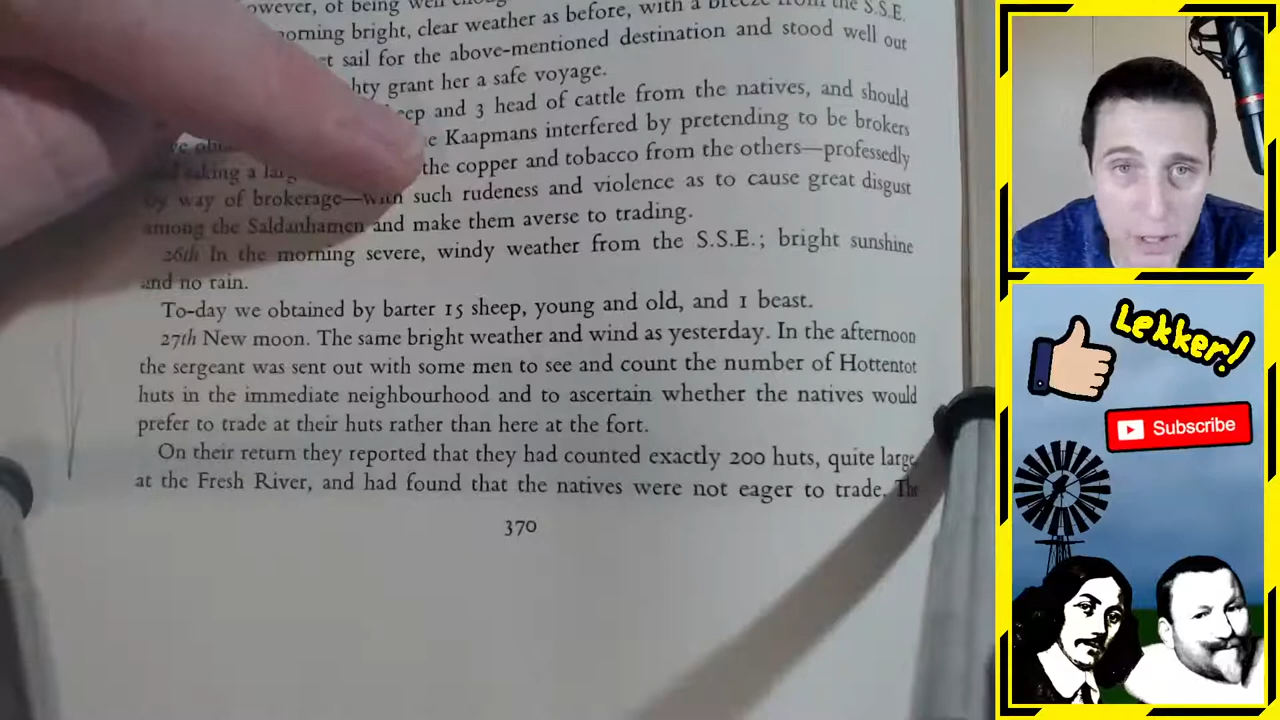 owever, of being well
orning bright, clear weather as before, with a breeze from the S.S.E.
t sail for the above-mentioned destination and stood well out
hty grant her a safe voyage.
eep and 3 head of cattle from the natives, and should
e Kaapmans interfered by pretending to be brokers
taking a larg the copper and tobacco from the others—professedly
by way of brokerage—with such rudeness and violence as to cause great disgust
among the Saldanhamen and make them averse to trading.
26th In the morning severe, windy weather from the S.S.E.; bright sunshine
and no rain.
To-day we obtained by barter 15 sheep, young and old, and 1 beast.
27th New moon. The same bright weather and wind as yesterday. In the afternoon
the sergeant was sent out with some men to see and count the number of Hottentot
huts in the immediate neighbourhood and to ascertain whether the natives would
prefer to trade at their huts rather than here at the fort.
On their return they reported that they had counted exactly 200 huts, quite large
at the Fresh River, and had found that the natives were not eager to trade. The
370
Lekker!
Subscribe